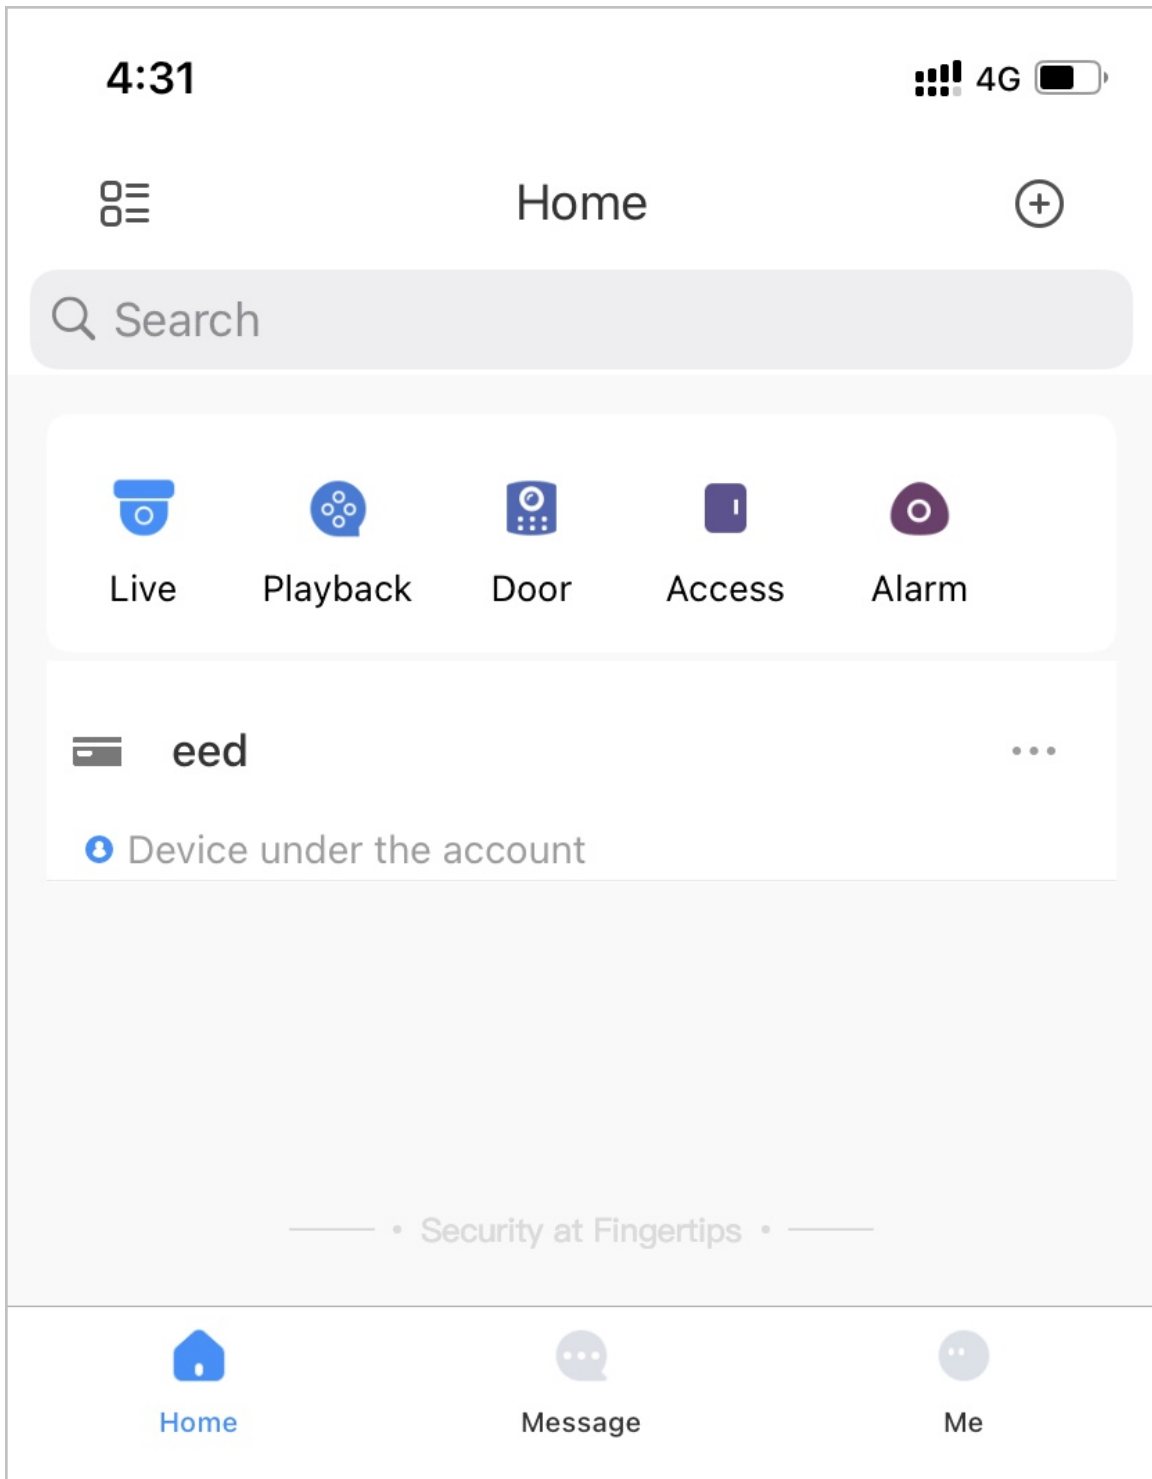 4:31 4G
Home
Search
Live Playback Door Access Alarm
eed
Device under the account
Security at Fingertips
Home Message Me